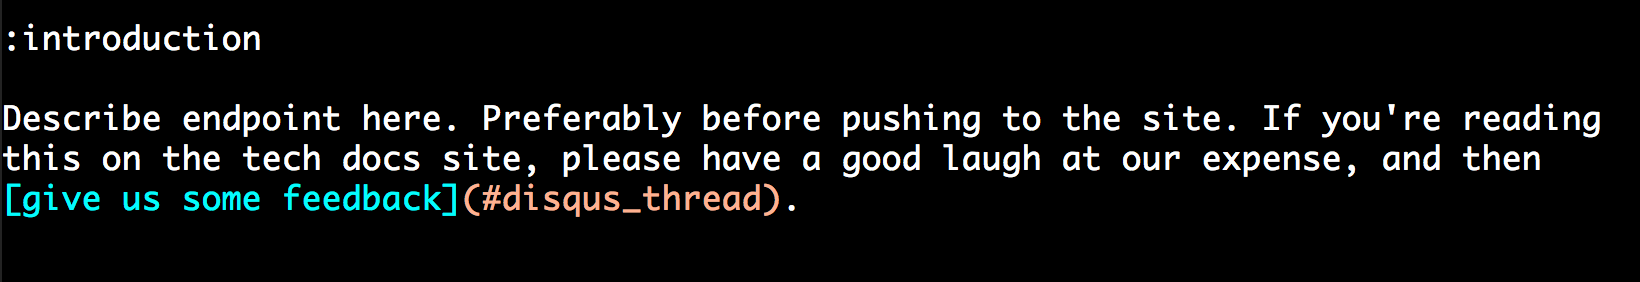 :introduction
Describe endpoint here. Preferably before pushing to the site. If you're reading
this on the tech docs site, please have a good laugh at our expense, and then
[give us some feedback](#disqus_thread).